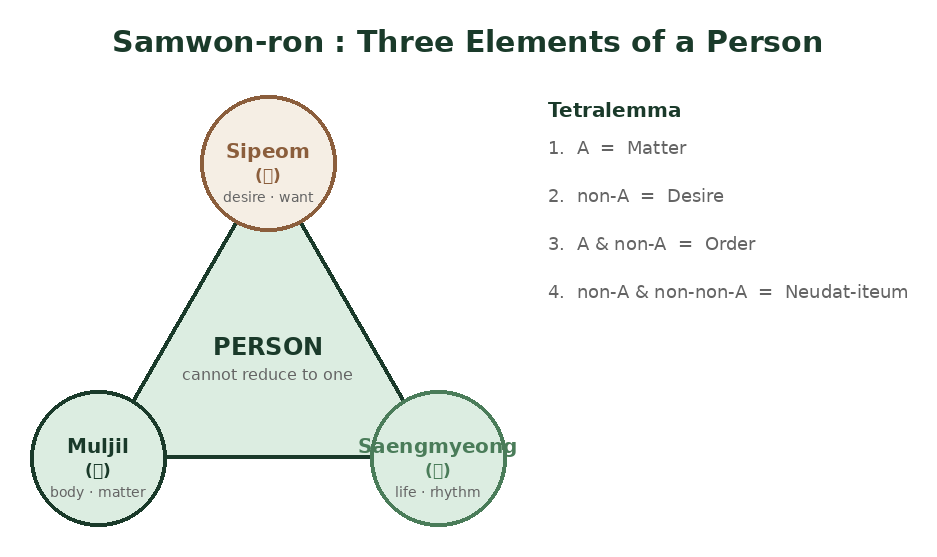 Samwon-ron : Three Elements of a Person
Sipeom
(▯)
desire · want
PERSON
cannot reduce to one
Muljil
(▯)
body · matter
Saengmyeong
(▯)
life · rhythm
Tetralemma
1. A = Matter
2. non-A = Desire
3. A & non-A = Order
4. non-A & non-non-A = Neudat-iteum